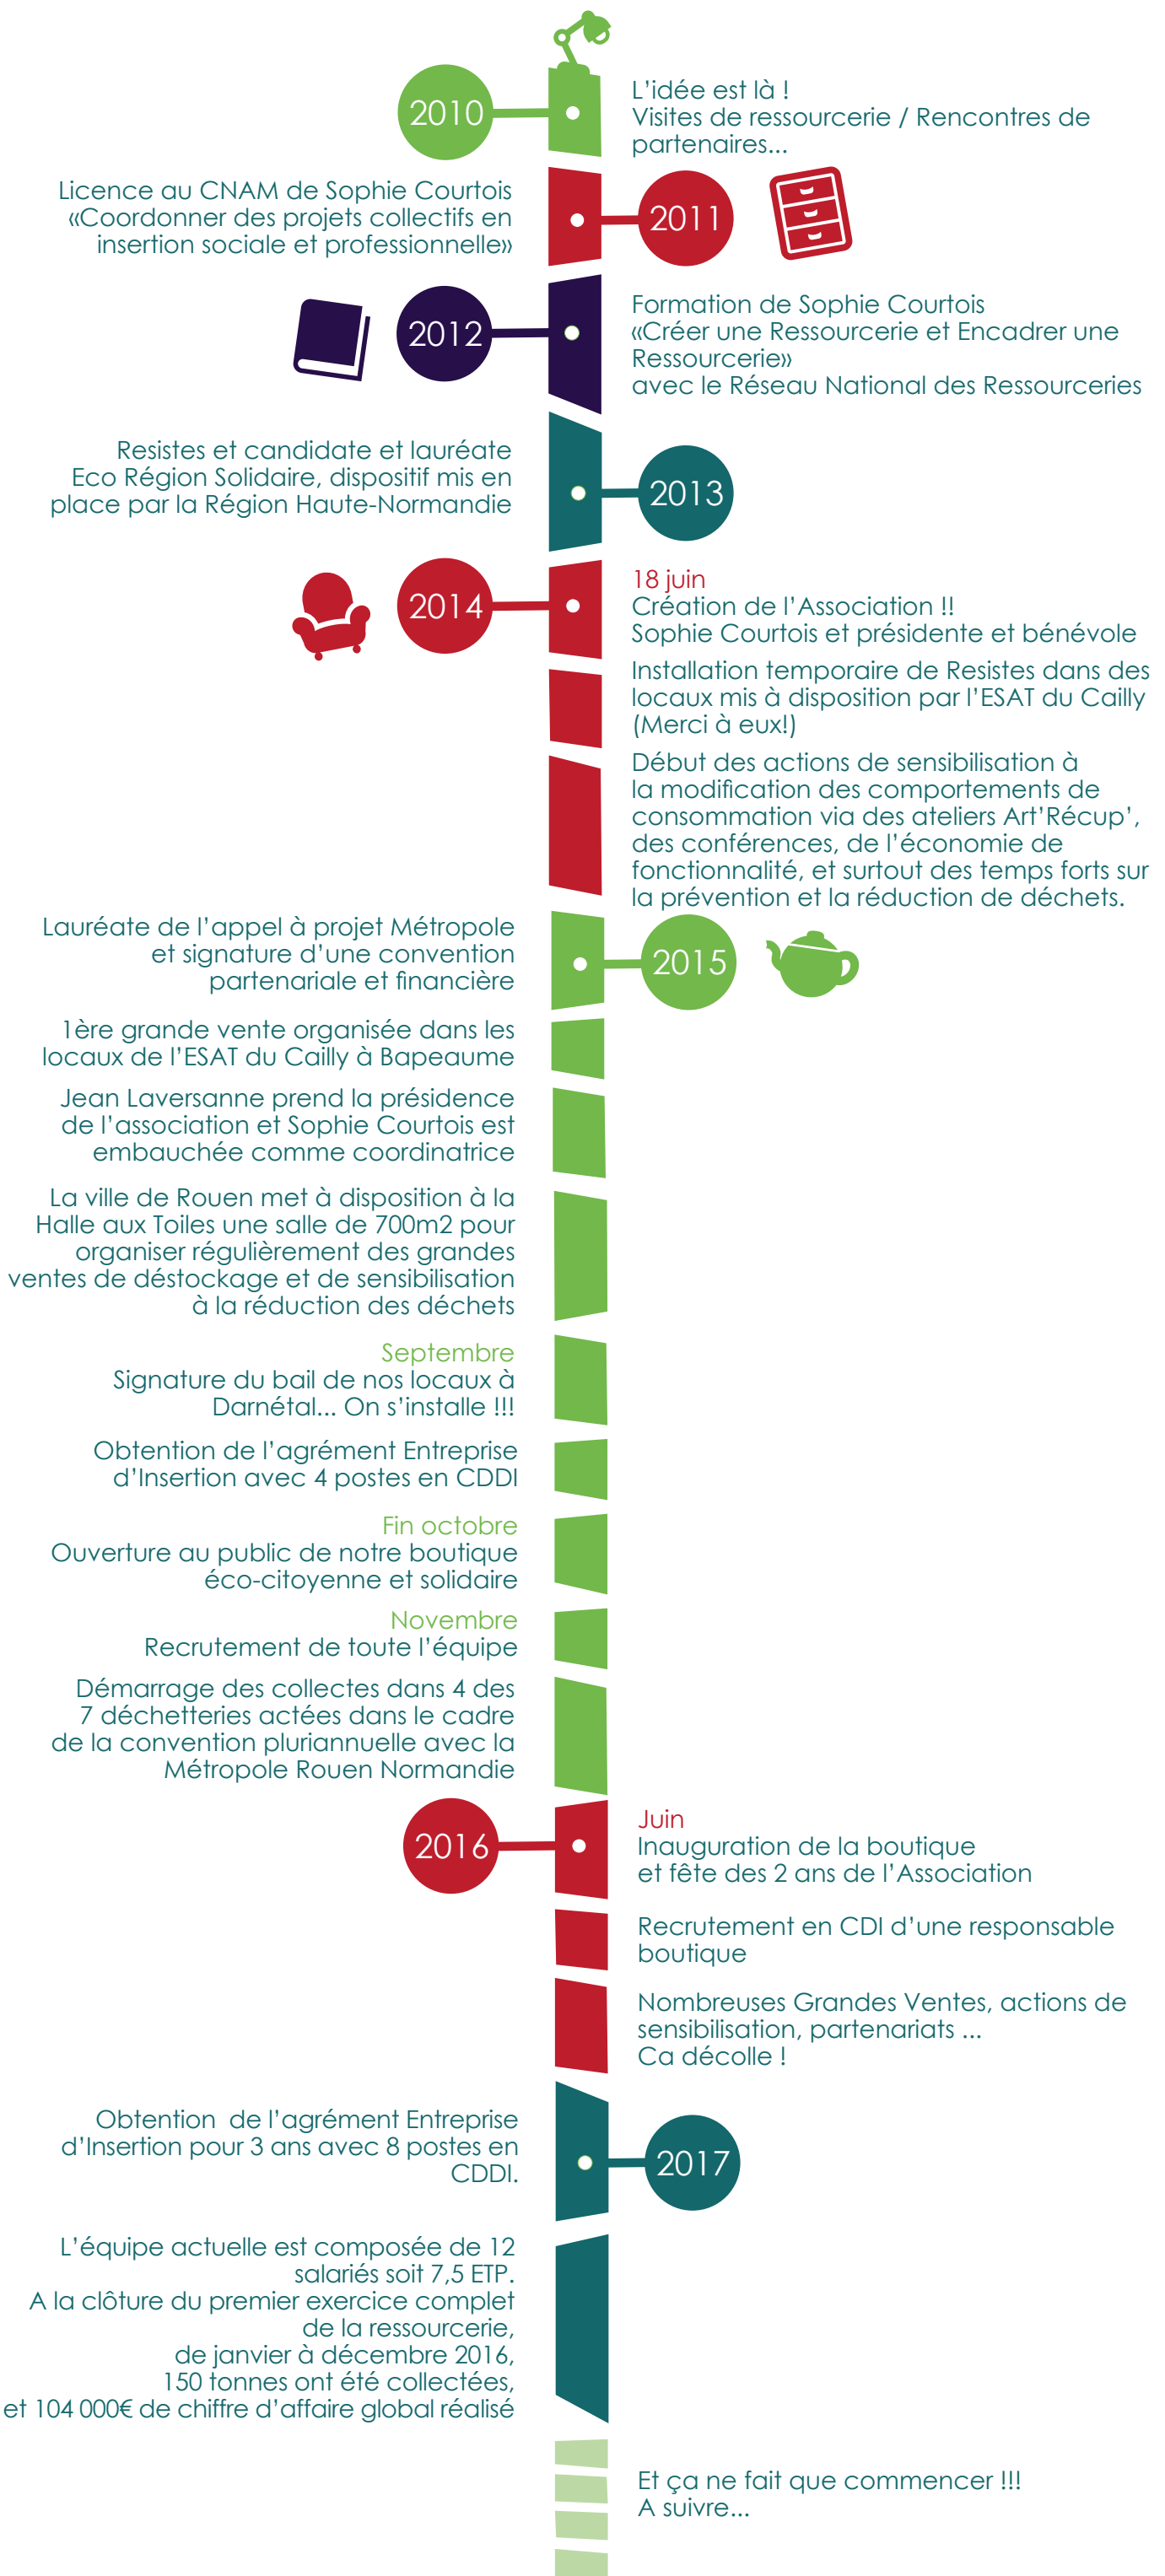 2010
L'idée est là !
Visites de ressourcerie / Rencontres de
partenaires...
Licence au CNAM de Sophie Courtois
«Coordonner des projets collectifs en
insertion sociale et professionnelle»
2011
2012
Formation de Sophie Courtois
«Créer une Ressourcerie et Encadrer une
Ressourcerie»
avec le Réseau National des Ressourceries
Resistes et candidate et lauréate
Eco Région Solidaire, dispositif mis en
place par la Région Haute-Normandie
2013
2014
18 juin
Création de l'Association !!
Sophie Courtois et présidente et bénévole
Installation temporaire de Resistes dans des
locaux mis à disposition par l'ESAT du Cailly
(Merci à eux!)
Début des actions de sensibilisation à
la modification des comportements de
consommation via des ateliers Art'Récup',
des conférences, de l'économie de
fonctionnalité, et surtout des temps forts sur
la prévention et la réduction de déchets.
Lauréate de l'appel à projet Métropole
et signature d'une convention
partenariale et financière
2015
1ère grande vente organisée dans les
locaux de l'ESAT du Cailly à Bapeaume
Jean Laversanne prend la présidence
de l'association et Sophie Courtois est
embauchée comme coordinatrice
La ville de Rouen met à disposition à la
Halle aux Toiles une salle de 700m2 pour
organiser régulièrement des grandes
ventes de déstockage et de sensibilisation
à la réduction des déchets
Septembre
Signature du bail de nos locaux à
Darnétal... On s'installe !!!
Obtention de l'agrément Entreprise
d'Insertion avec 4 postes en CDDI
Fin octobre
Ouverture au public de notre boutique
éco-citoyenne et solidaire
Novembre
Recrutement de toute l'équipe
Démarrage des collectes dans 4 des
7 déchetteries actées dans le cadre
de la convention pluriannuelle avec la
Métropole Rouen Normandie
2016
Juin
Inauguration de la boutique
et fête des 2 ans de l'Association
Recrutement en CDI d'une responsable
boutique
Nombreuses Grandes Ventes, actions de
sensibilisation, partenariats ...
Ca décolle !
Obtention  de l'agrément Entreprise
d'Insertion pour 3 ans avec 8 postes en
CDDI.
2017
L'équipe actuelle est composée de 12
salariés soit 7,5 ETP.
A la clôture du premier exercice complet
de la ressourcerie,
de janvier à décembre 2016,
150 tonnes ont été collectées,
et 104 000€ de chiffre d'affaire global réalisé
Et ça ne fait que commencer !!!
A suivre...